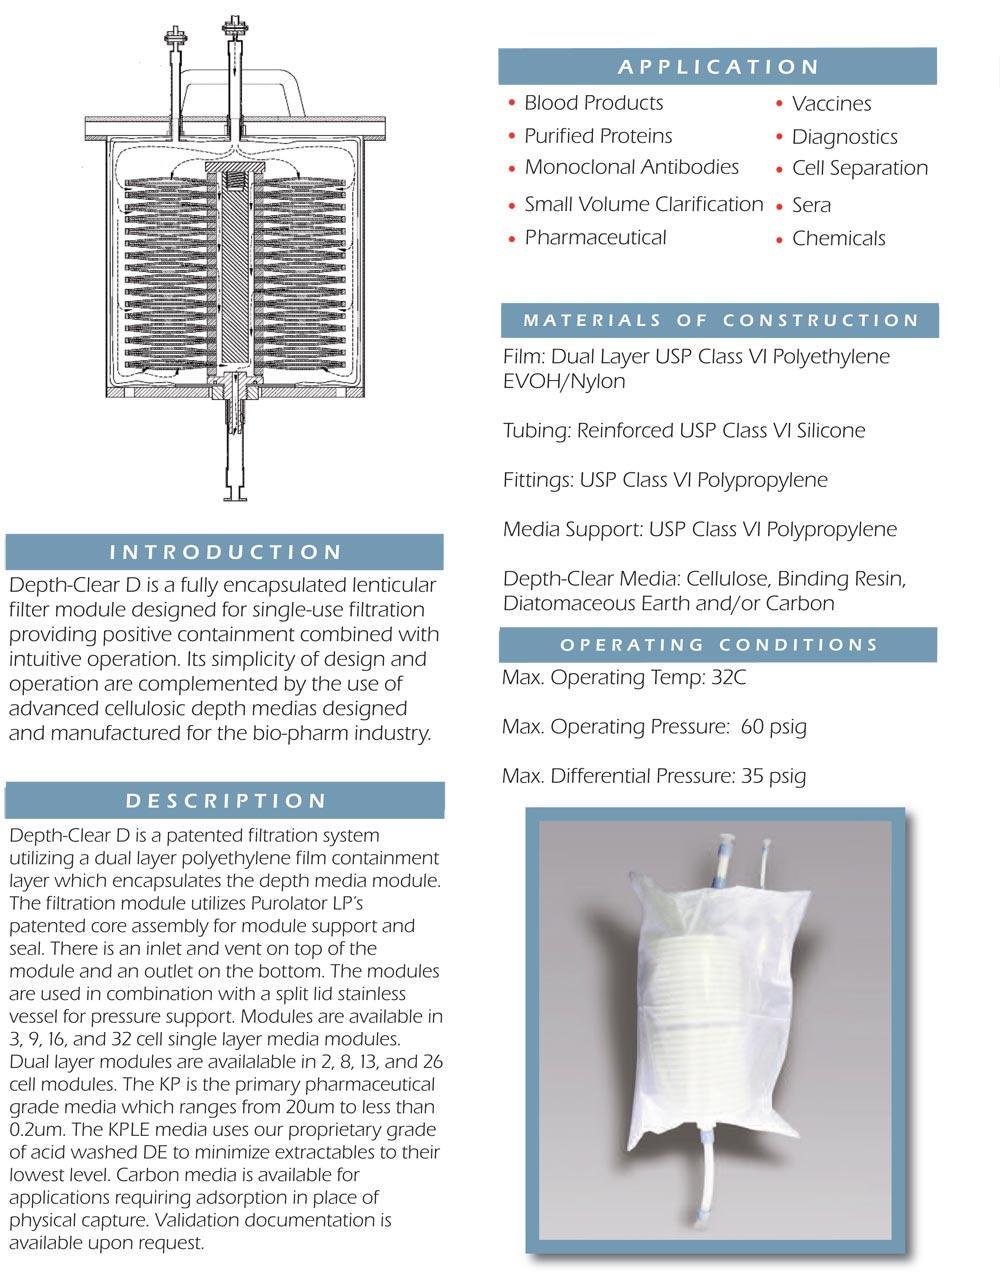 INTRODUCTION
Depth-Clear D is a fully encapsulated lenticular
filter module designed for single-use filtration
providing positive containment combined with
intuitive operation. Its simplicity of design and
operation are complemented by the use of
advanced cellulosic depth medias designed
and manufactured for the bio-pharm industry.
DESCRIPTION
Depth-Clear D is a patented filtration system
utilizing a dual layer polyethylene film containment
layer which encapsulates the depth media module.
The filtration module utilizes Purolator LP's
patented core assembly for module support and
seal. There is an inlet and vent on top of the
module and an outlet on the bottom. The modules
are used in combination with a split lid stainless
vessel for pressure support. Modules are available in
3, 9, 16, and 32 cell single layer media modules.
Dual layer modules are availalable in 2, 8, 13, and 26
cell modules. The KP is the primary pharmaceutical
grade media which ranges from 20um to less than
0.2um. The KPLE media uses our proprietary grade
of acid washed DE to minimize extractables to their
lowest level. Carbon media is available for
applications requiring adsorption in place of
physical capture. Validation documentation is
available upon request.
APPLICATION
• Blood Products
• Purified Proteins
• Monoclonal Antibodies
• Small Volume Clarification
• Pharmaceutical
• Vaccines
• Diagnostics
• Cell Separation
• Sera
• Chemicals
MATERIALS OF CONSTRUCTION
Film: Dual Layer USP Class VI Polyethylene
EVOH/Nylon
Tubing: Reinforced USP Class VI Silicone
Fittings: USP Class VI Polypropylene
Media Support: USP Class VI Polypropylene
Depth-Clear Media: Cellulose, Binding Resin,
Diatomaceous Earth and/or Carbon
OPERATING CONDITIONS
Max. Operating Temp: 32C
Max. Operating Pressure: 60 psig
Max. Differential Pressure: 35 psig